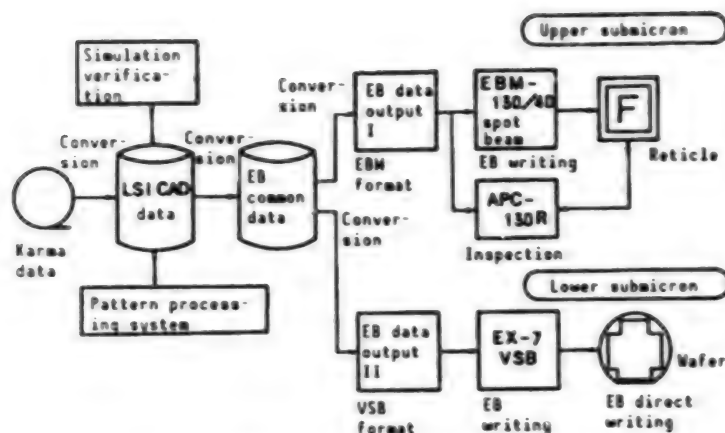 Upper submicron
Simulation
verifica-
tion
Conver-
sion
Conver-
sion
Conver-
sion
EB data
output
I
EBM
format
EBM-
130/40
spot
beam
EB writing
F
Reticle
Karma
data
LSI CAD
data
EB
common
data
Conver-
sion
APC-
130R
Inspection
Pattern process-
ing system
Lower submicron
EB data
output
II
VSB
format
EX-7
VSB
EB
writing
Wafer
EB direct
writing